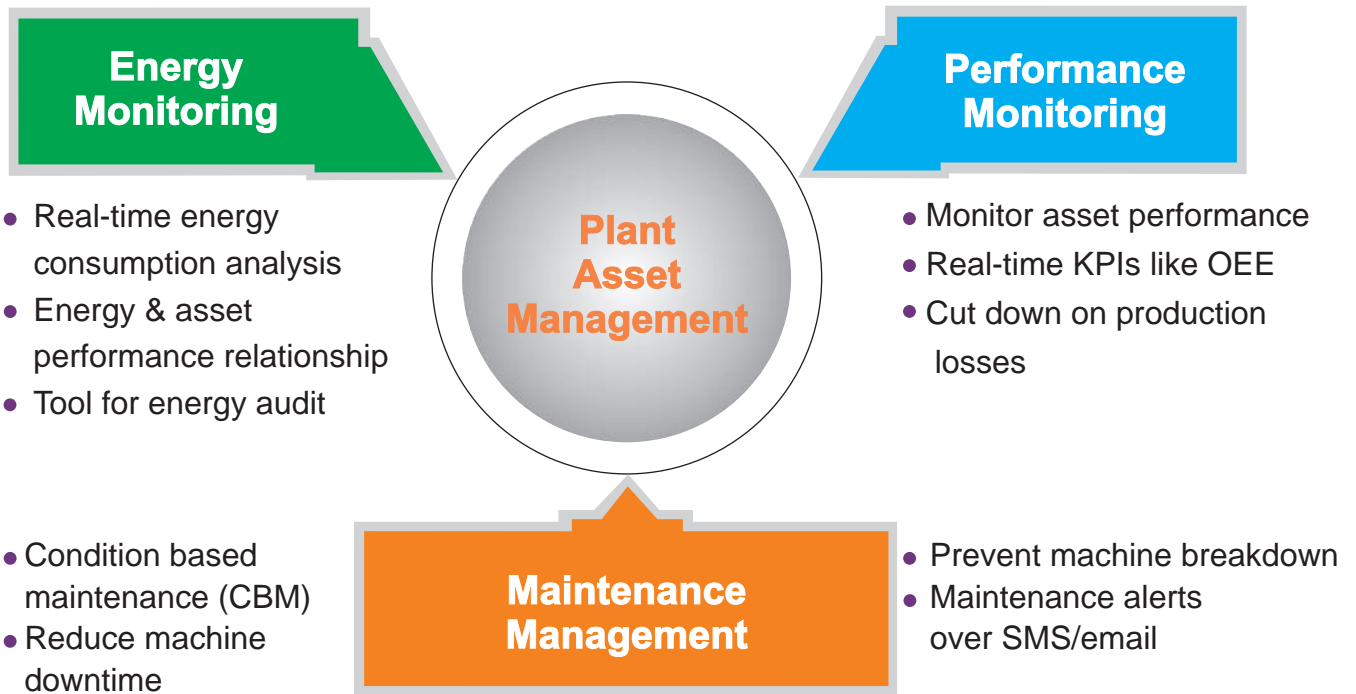 Energy
Monitoring
• Real-time energy
consumption analysis
• Energy & asset
performance relationship
• Tool for energy audit
Plant
Asset
Management
Performance
Monitoring
• Monitor asset performance
• Real-time KPIs like OEE
• Cut down on production
losses
• Condition based
maintenance (CBM)
• Reduce machine
downtime
Maintenance
Management
• Prevent machine breakdown
• Maintenance alerts
over SMS/email